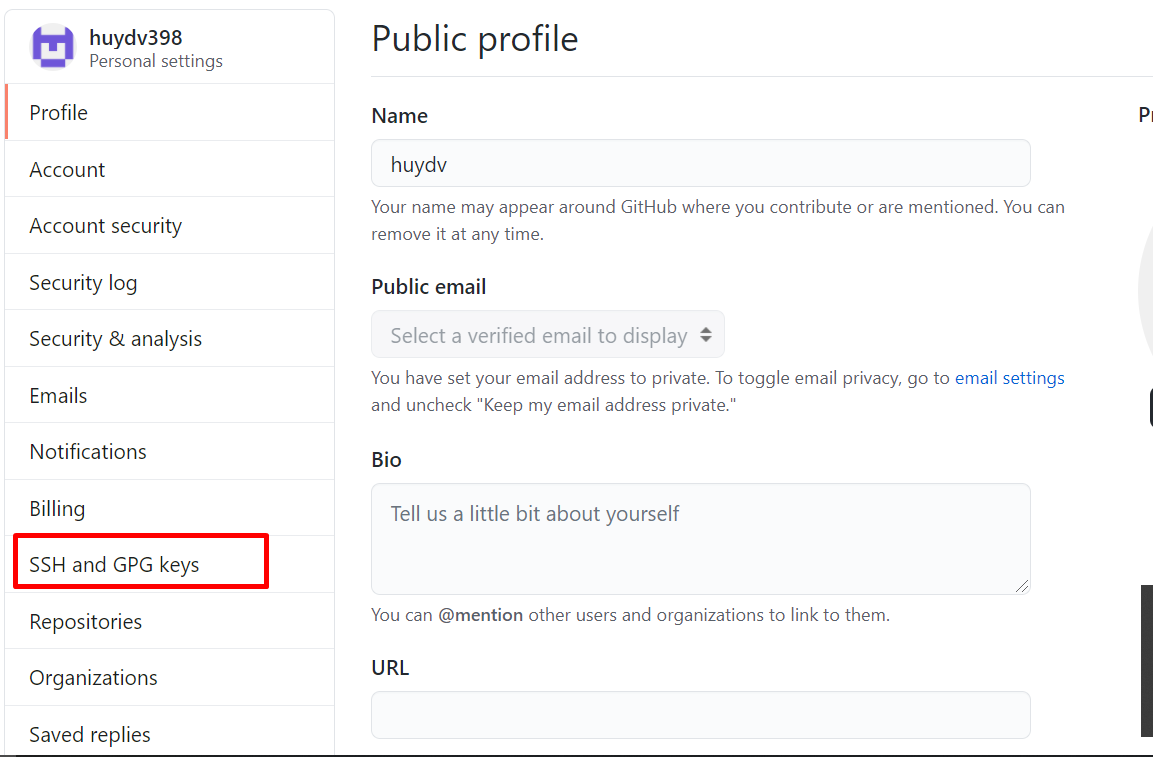 huydv398
Personal settings
Profile
Account
Account security
Security log
Security & analysis
Emails
Notifications
Billing
SSH and GPG keys
Repositories
Organizations
Saved replies
Public profile
Name
huydv
Your name may appear around GitHub where you contribute or are mentioned. You can
remove it at any time.
Public email
Select a verified email to display
You have set your email address to private. To toggle email privacy, go to email settings
and uncheck "Keep my email address private."
Bio
Tell us a little bit about yourself
You can @mention other users and organizations to link to them.
URL